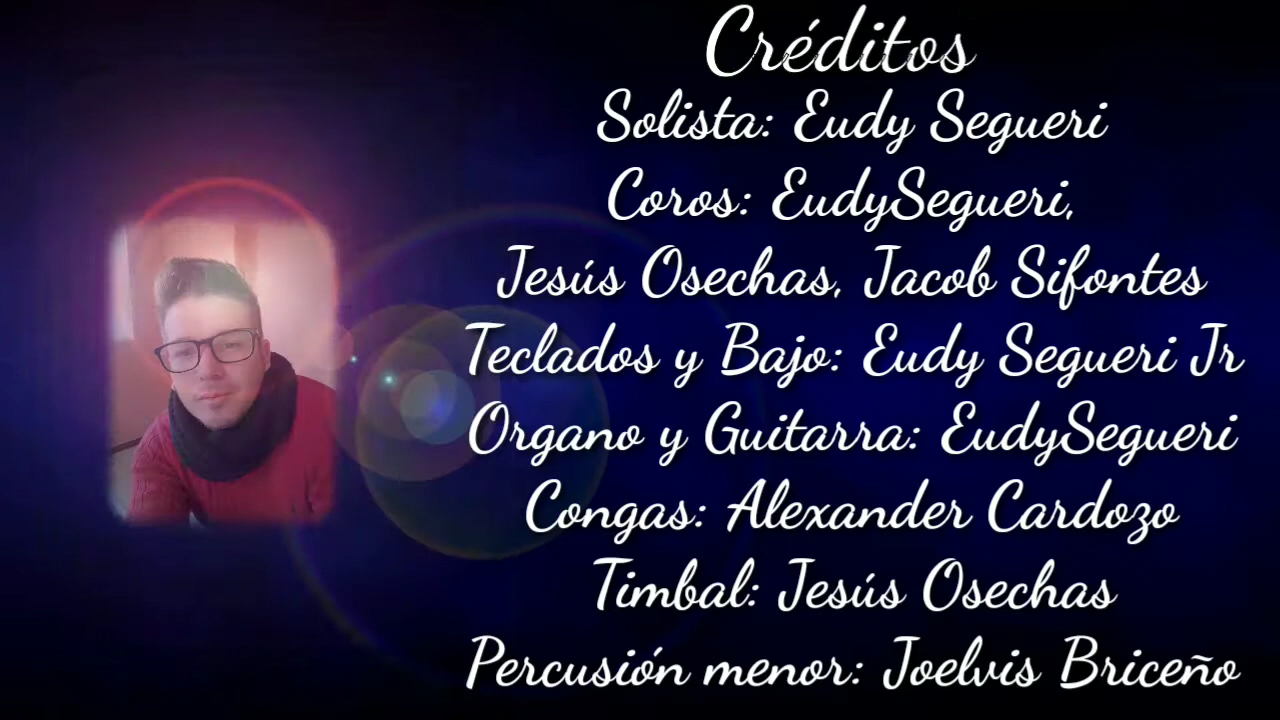 Créditos
Solista: Eudy Segueri
Coros: EudySegueri,
Jesús Osechas, Jacob Sifontes
Teclados y Bajo: Eudy Segueri Jr
Organo y Guitarra: EudySegueri
Congas: Alexander Cardozo
Timbal: Jesús Osechas
Percusión menor: Joelvis Briceño